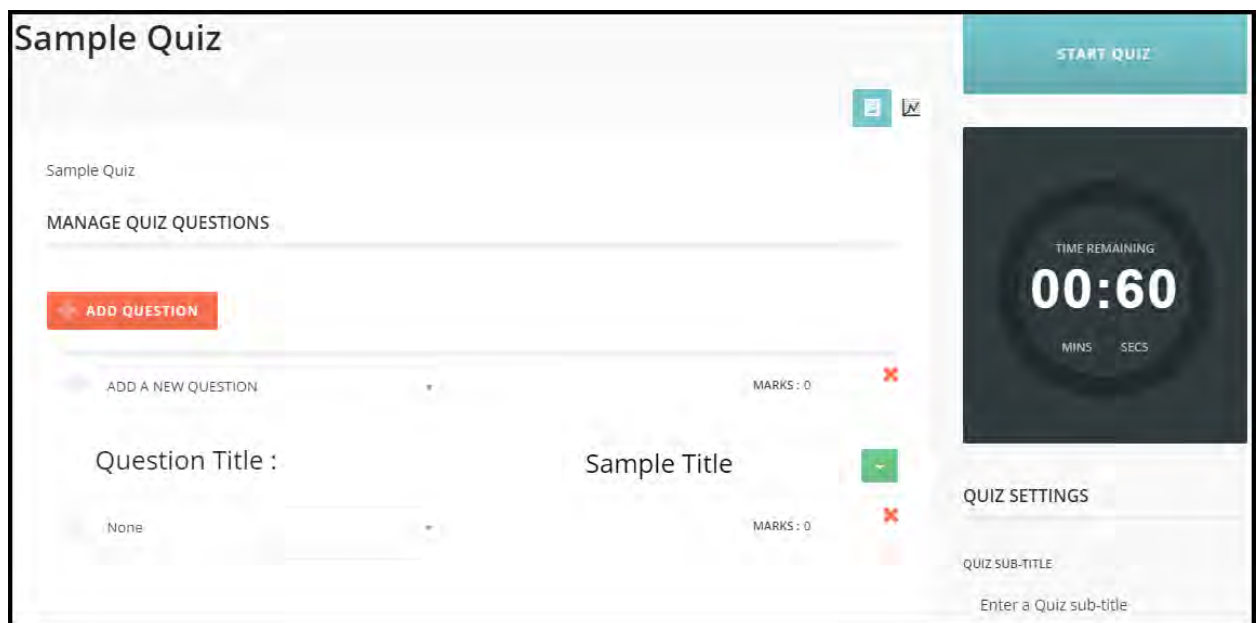 Sample Quiz
Sample Quiz
MANAGE QUIZ QUESTIONS
ADD QUESTION
ADD A NEW QUESTION
MARKS : 0
Question Title :
Sample Title
None
MARKS : 0
START QUIZ
TIME REMAINING
00:60
MINS SECS
QUIZ SETTINGS
QUIZ SUB-TITLE
Enter a Quiz sub-title